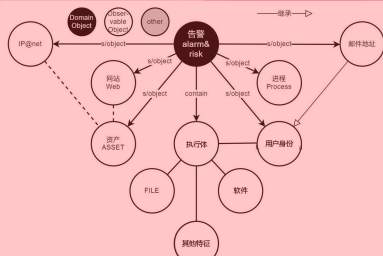 Domain
Object
Obser
vable
Object
other
继承
IP@net
告警
alarm&
risk
邮件地址
s/object
s/object
s/object
s/object
网站
Web
进程
Process
s/object
contain
s/object
资产
ASSET
执行体
用户身份
FILE
软件
其他特征